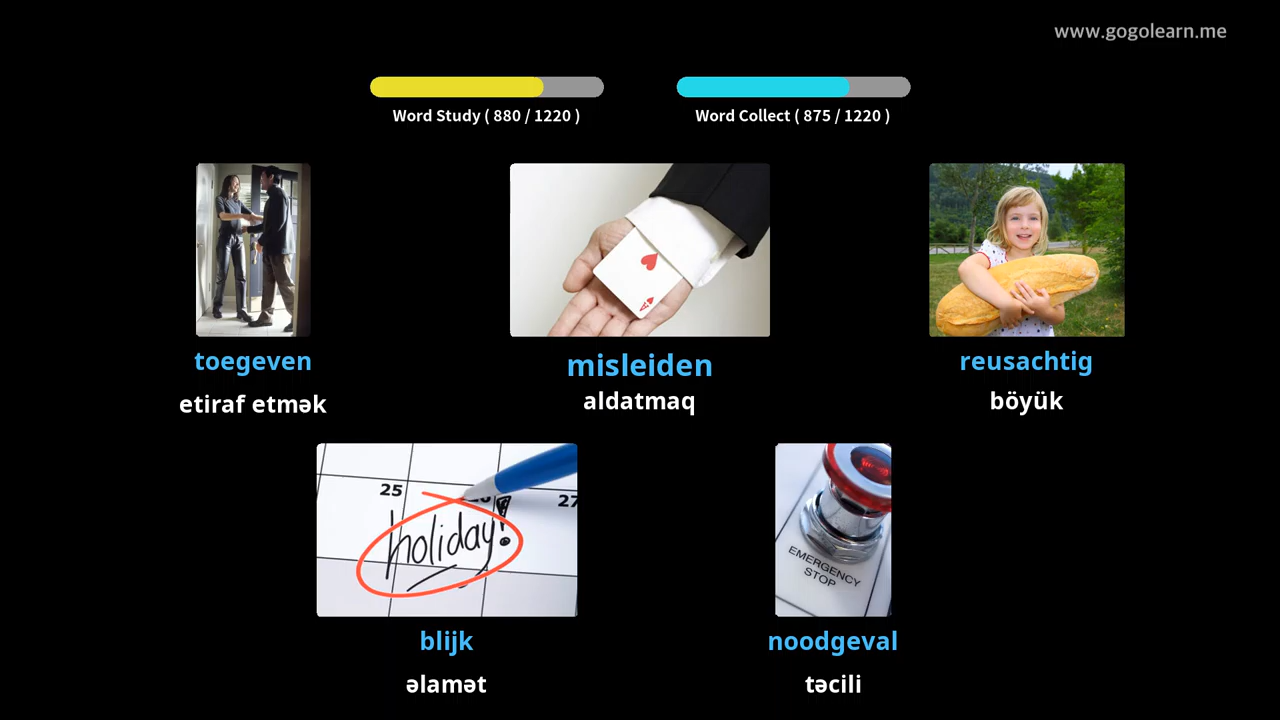 www.gogolearn.me
Word Study ( 880 / 1220 )
Word Collect ( 875 / 1220 )
toegeven
etiraf etmək
misleiden
aldatmaq
reusachtig
böyük
25
27
holiday!
blijk
əlamət
EMERGENCY
STOP
noodgeval
təcili